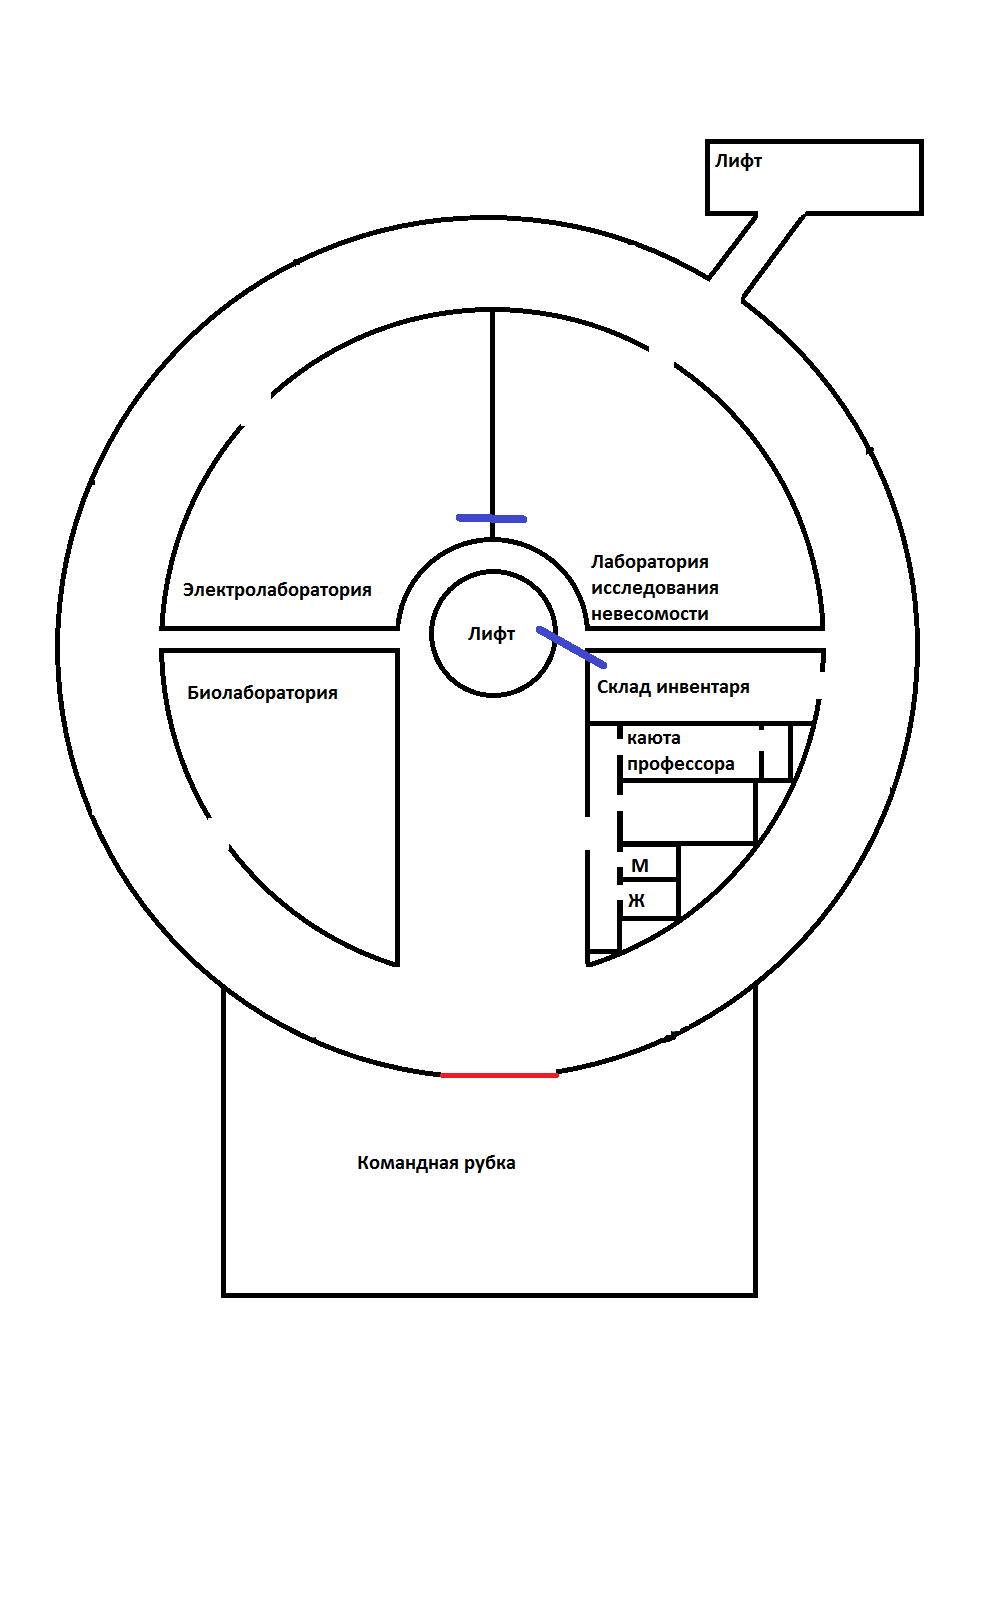 Лифт
Лаборатория
исследования
невесомости
Электролаборатория
Лифт
Биолаборатория
Склад инвентаря
каюта
профессора
М
Ж
Командная рубка